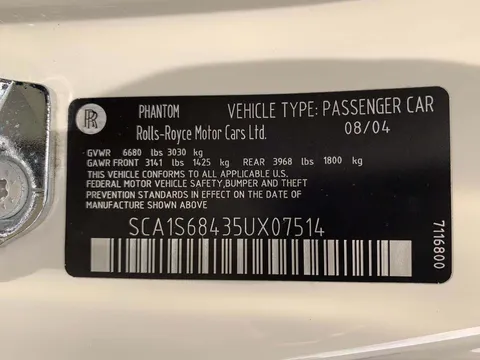 RR
PHANTOM VEHICLE TYPE: PASSENGER CAR
Rolls-Royce Motor Cars Ltd. 08/04
GVWR 6680 lbs 3030 kg
GAWR FRONT 3141 lbs 1425 kg REAR 3968 lbs 1800 kg
THIS VEHICLE CONFORMS TO ALL APPLICABLE
FEDERAL MOTOR VEHICLE SAFETY,BUMPER AND THEFT
PREVENTION STANDARDS IN EFFECT ON THE DATE OF
MANUFACTURE SHOWN ABOVE
SCA1S68435UX07514
7116800